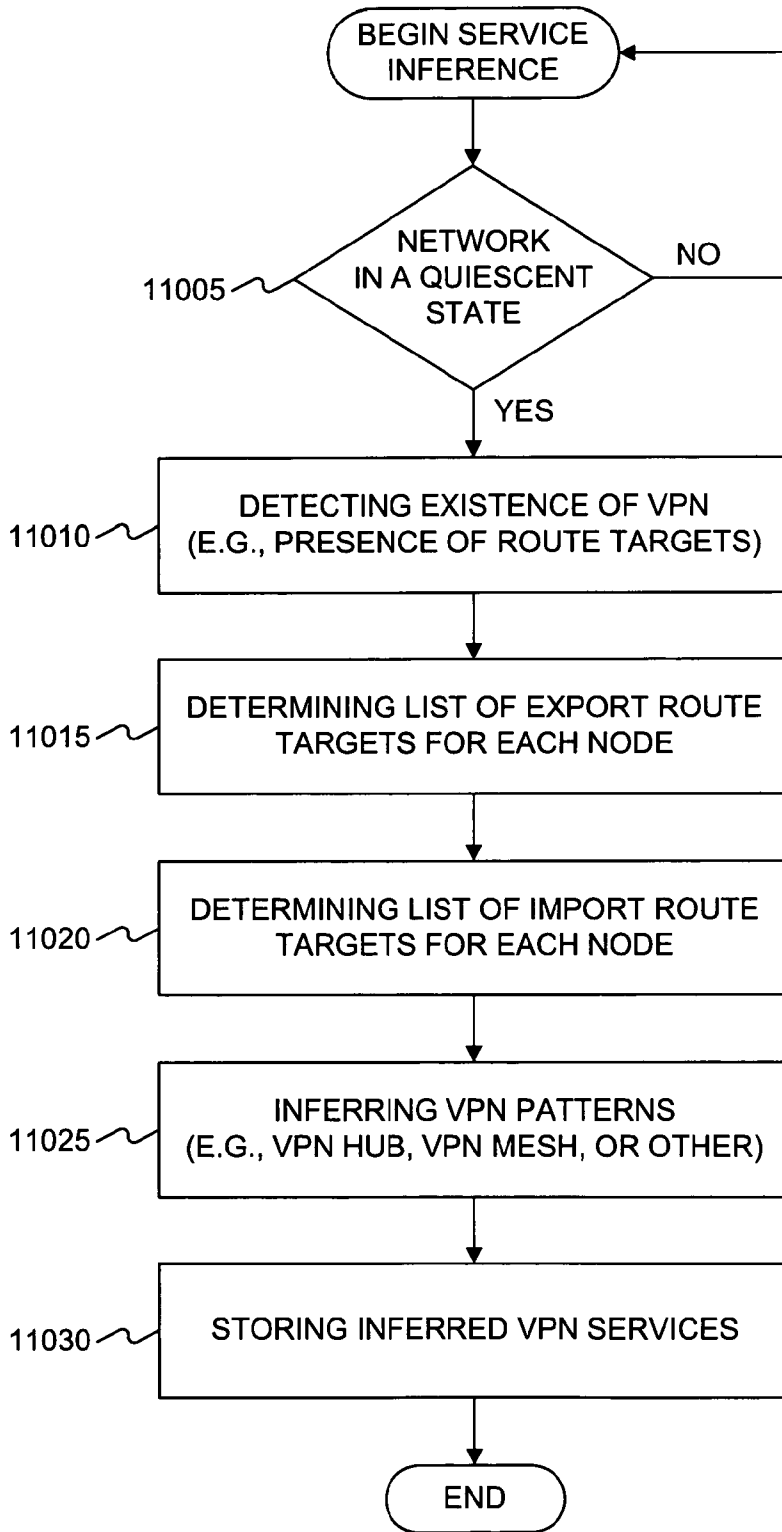 BEGIN SERVICE
INFERENCE
NETWORK
IN A QUIESCENT
STATE
11005
NO
YES
DETECTING EXISTENCE OF VPN
(E.G., PRESENCE OF ROUTE TARGETS)
11010
DETERMINING LIST OF EXPORT ROUTE
TARGETS FOR EACH NODE
11015
DETERMINING LIST OF IMPORT ROUTE
TARGETS FOR EACH NODE
11020
INFERRING VPN PATTERNS
(E.G., VPN HUB, VPN MESH, OR OTHER)
11025
STORING INFERRED VPN SERVICES
11030
END